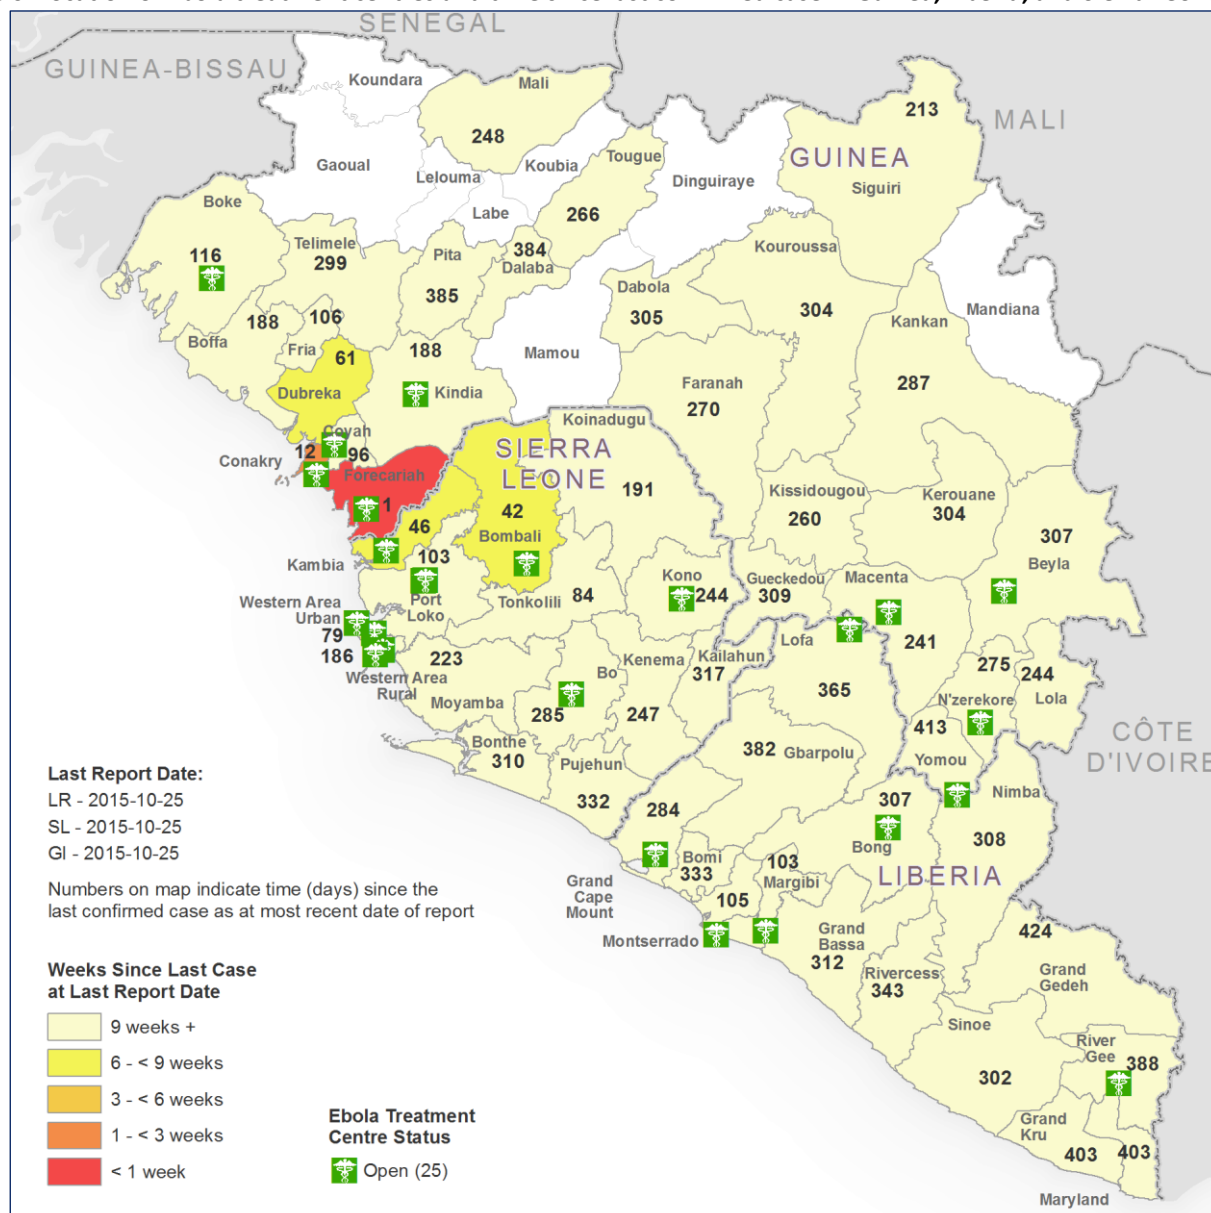 SENEGAL
GUINEA-BISSAU
Koundara
Mali
213
MALI
248
GUINEA
Gaoual
Lelouma
Koubia
Tougue
Dinguiraye
Siguiri
Boke
Labe
266
116
Telimele
299
Pita
384
Dalaba
Kouroussa
385
Dabola
305
304
Mandiana
188
106
Kankan
Boffa
Fria
61
188
Mamou
Dubreka
Kindia
Faranah
270
287
Koinadugu
Coyah
12
96
Conakry
SIERRA
LEONE
Forecariah
1
191
Kissidougou
260
Kerouane
304
46
42
Bombali
307
Beyla
Kambia
103
Port
Loko
Kono
244
Gueckedou
309
Macenta
Tonkolili
84
Western Area
Urban
79
186
Western Area
Rural
223
Moyamba
Bo
285
Kenema
247
Kailahun
317
Lofa
365
241
275
N'zerekore
244
Lola
413
Yomou
CÔTE
D'IVOIRE
Bonthe
310
Pujehun
332
382
Gbarpolu
Nimba
308
284
307
Bong
LIBERIA
Bomi
333
103
Margibi
Grand
Cape
Mount
105
Montserrado
Grand
Bassa
312
Rivercess
343
424
Grand
Gedeh
Sinoe
302
River
Gee
388
Grand
Kru
403
403
Maryland
Last Report Date:
LR - 2015-10-25
SL - 2015-10-25
GI - 2015-10-25
Numbers on map indicate time (days) since the
last confirmed case as at most recent date of report
Weeks Since Last Case
at Last Report Date
9 weeks +
6 - < 9 weeks
3 - < 6 weeks
1 - < 3 weeks
< 1 week
Ebola Treatment
Centre Status
Open (25)